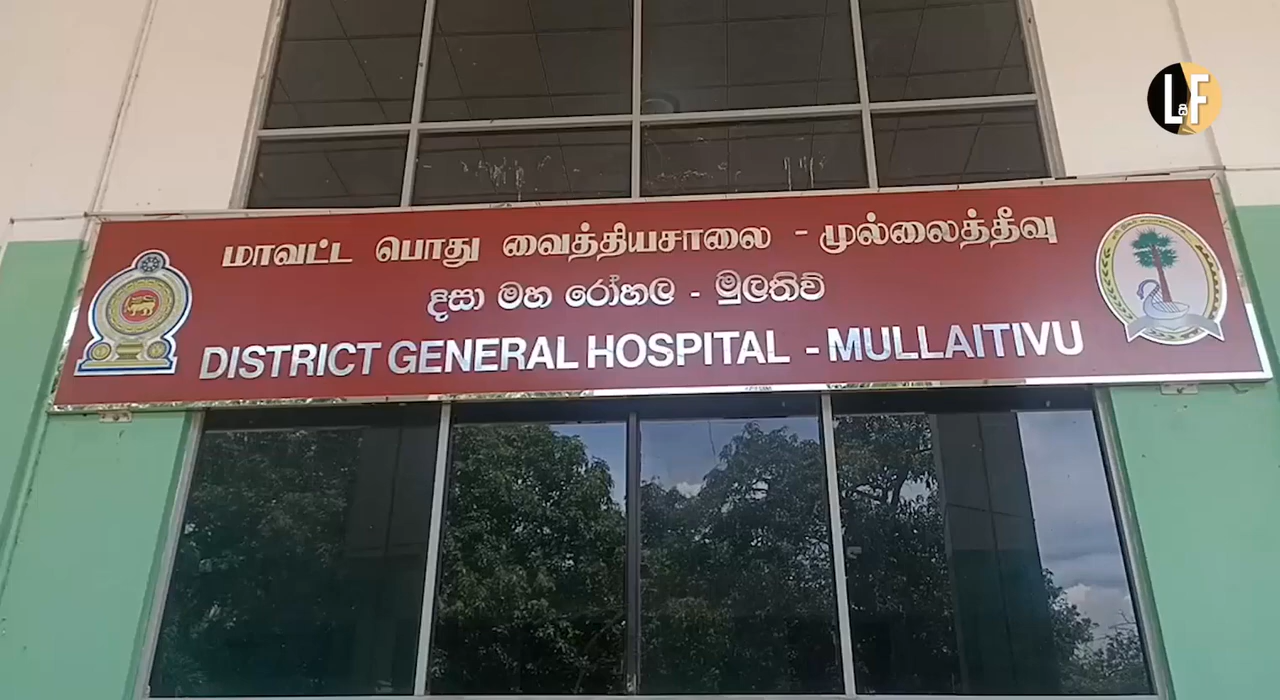 மாவட்ட பொது வைத்தியசாலை - முல்லைத்தீவு
දිසා මහ රෝහල - මුලතිව්
DISTRICT GENERAL HOSPITAL - MULLAITIVU
L&F